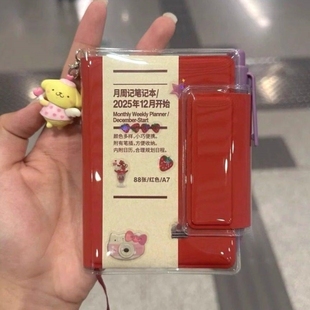 月周记笔记本/
2025年12月开始
Monthly Weekly Planner /
December-Start
颜色多样，小巧便携。
附有笔插，方便收纳。
内附日历，合理规划日程。
88张/红色/A7